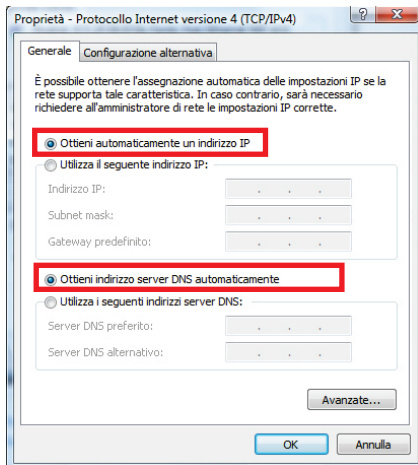 Proprietà - Protocollo Internet versione 4 (TCP/IPv4)
Generale
Configurazione alternativa
È possibile ottenere l'assegnazione automatica delle impostazioni IP se la
rete supporta tale caratteristica. In caso contrario, sarà necessario
richiedere all'amministratore di rete le impostazioni IP corrette.
Ottieni automaticamente un indirizzo IP
Utilizza il seguente indirizzo IP:
Indirizzo IP:
Subnet mask:
Gateway predefinito:
Ottieni indirizzo server DNS automaticamente
Utilizza i seguenti indirizzi server DNS:
Server DNS preferito:
Server DNS alternativo:
Avanzate...
OK
Annulla